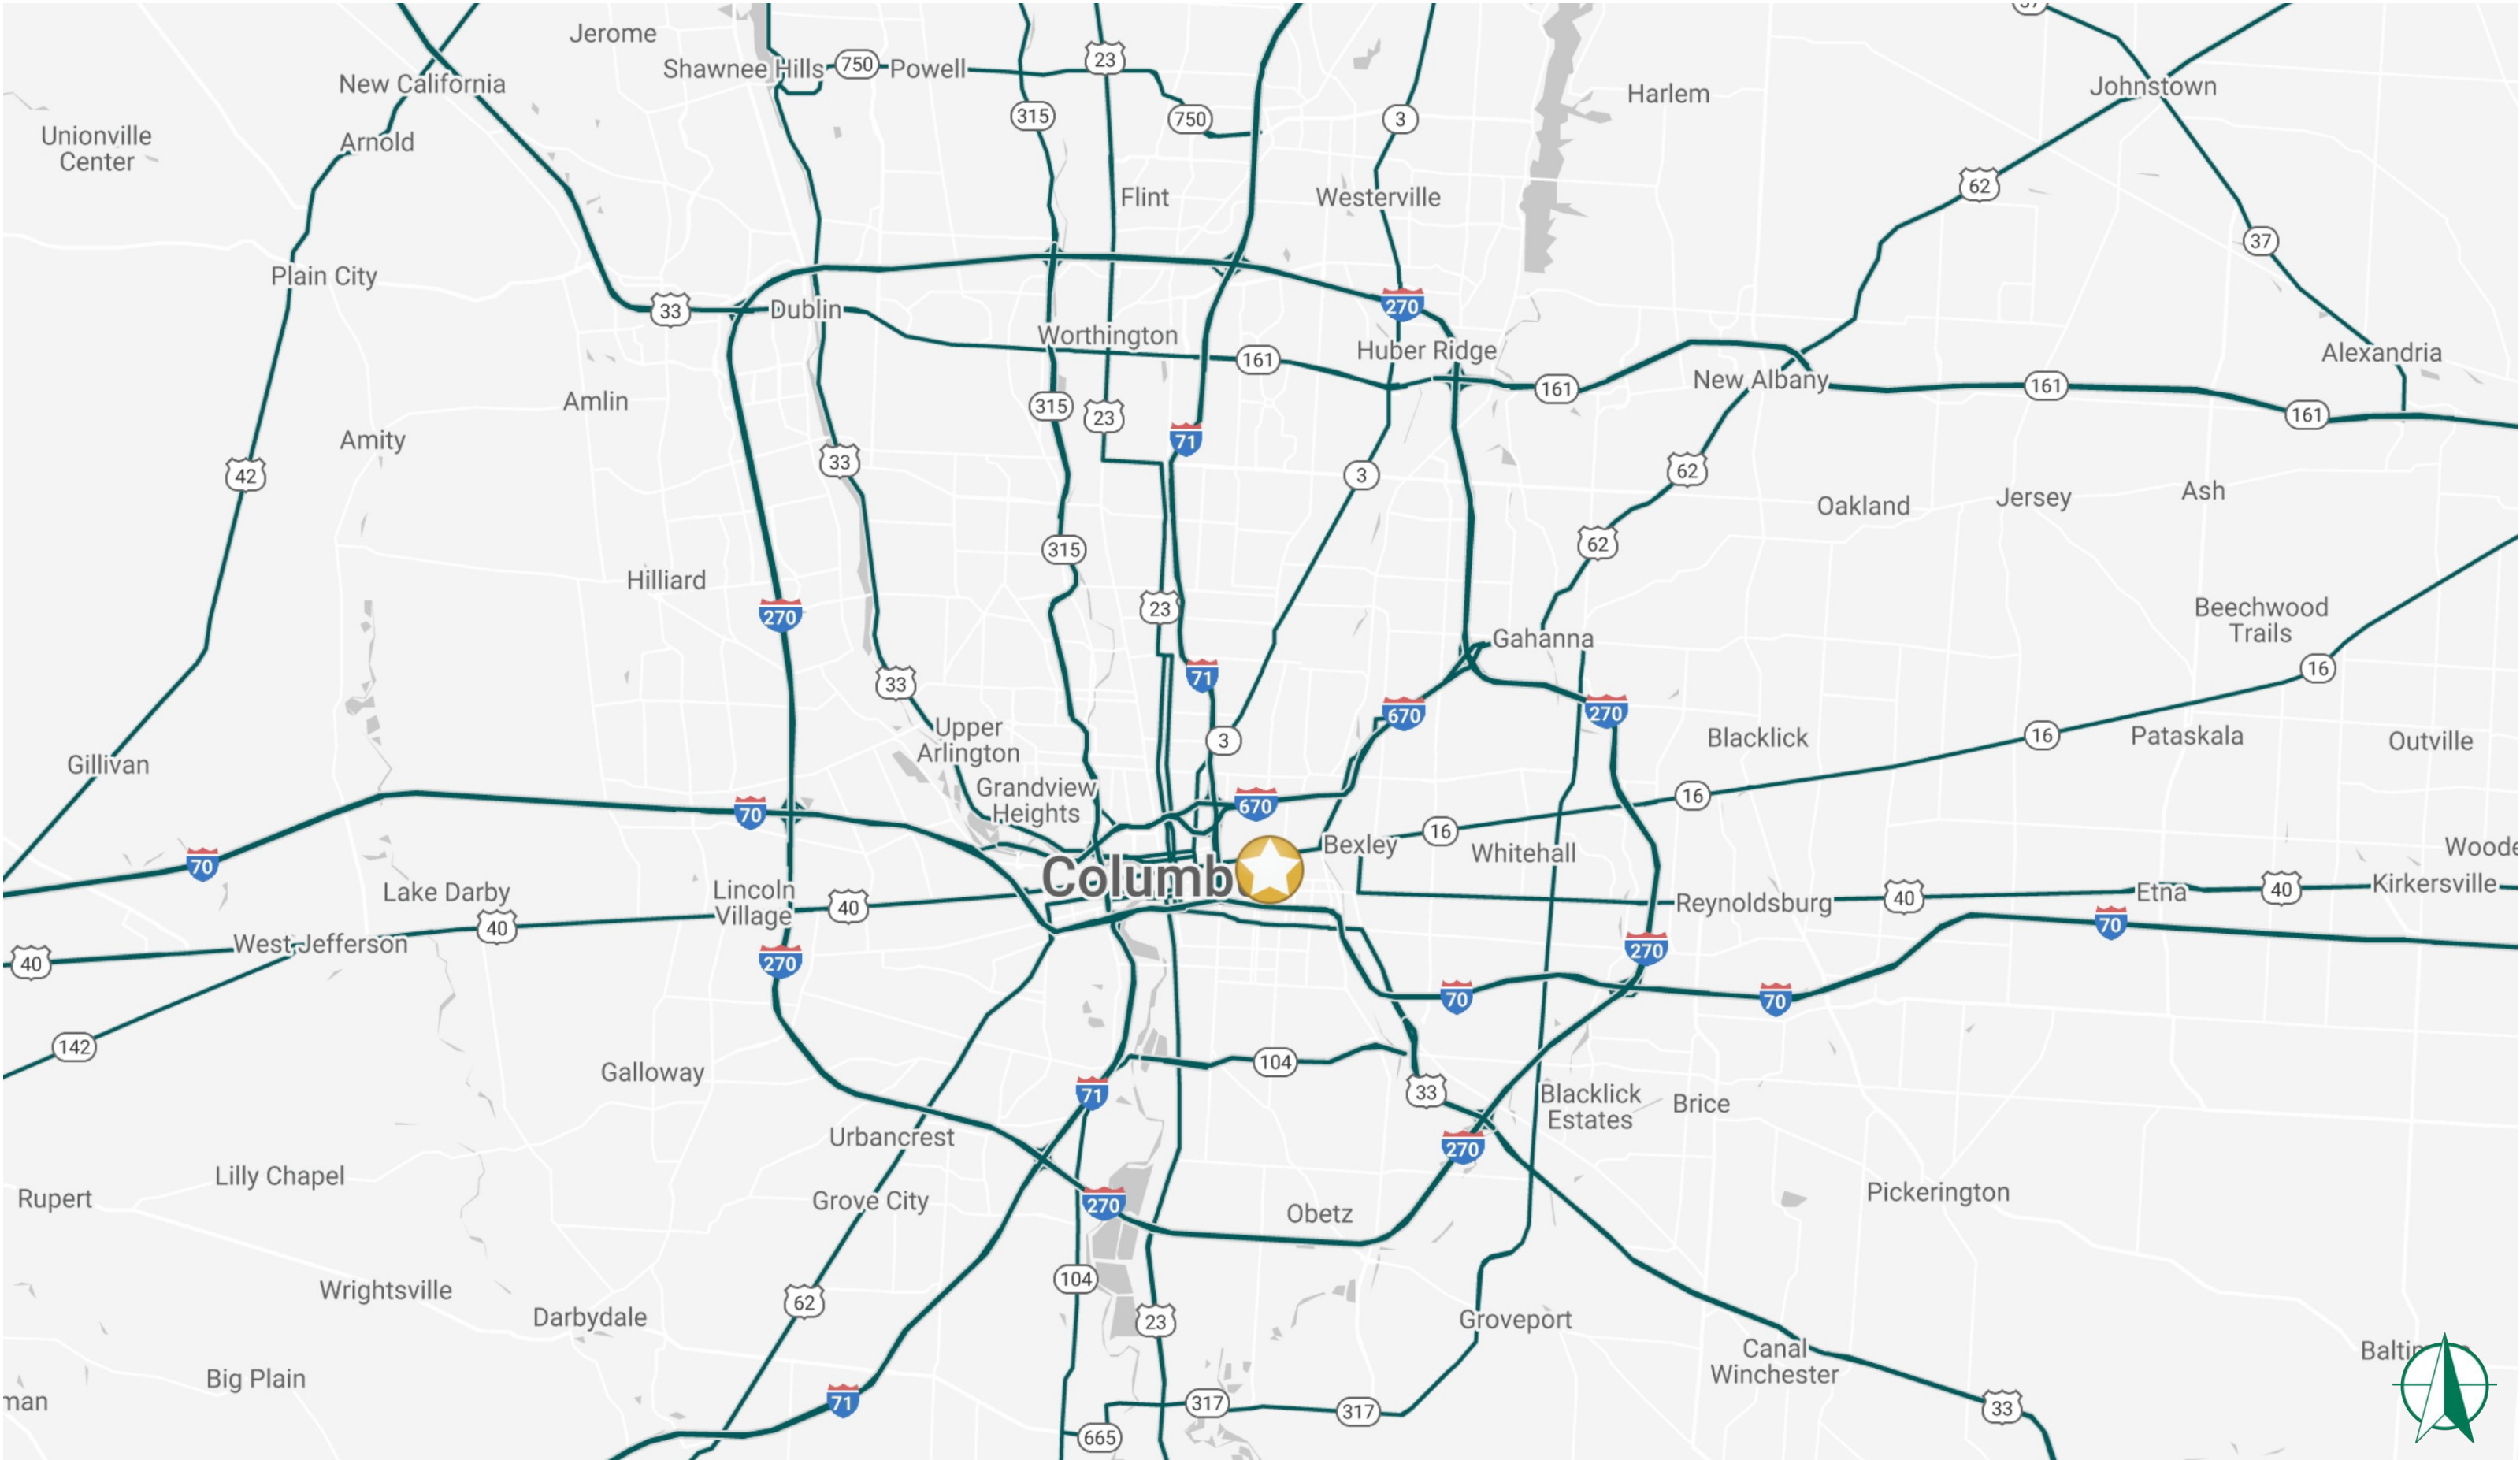 37
Jerome
23
Shawnee Hills
750
Powell
New California
Harlem
Johnstown
315
750
3
Unionville
Center
Arnold
62
Flint
Westerville
37
Plain City
33
Dublin
270
Worthington
161
Huber Ridge
Alexandria
New Albany
161
161
161
Amlin
315
23
71
Amity
42
33
3
62
Oakland
Jersey
Ash
62
315
Hilliard
270
23
Beechwood
Trails
Gahanna
16
33
71
670
270
Upper
Arlington
3
Blacklick
16
Pataskala
Outville
Gillivan
Grandview
Heights
16
70
670
16
70
Bexley
Whitehall
Woode
Columb
Lake Darby
Lincoln
Village
40
Reynoldsburg
40
Etna
40
Kirkersville
40
West Jefferson
70
40
270
270
70
70
142
104
Galloway
71
33
Blacklick
Estates
Brice
Urbancrest
270
Lilly Chapel
Rupert
Grove City
270
Obetz
Pickerington
104
Wrightsville
62
Darbydale
23
Groveport
Canal
Winchester
Baltim
Big Plain
man
71
317
317
33
665